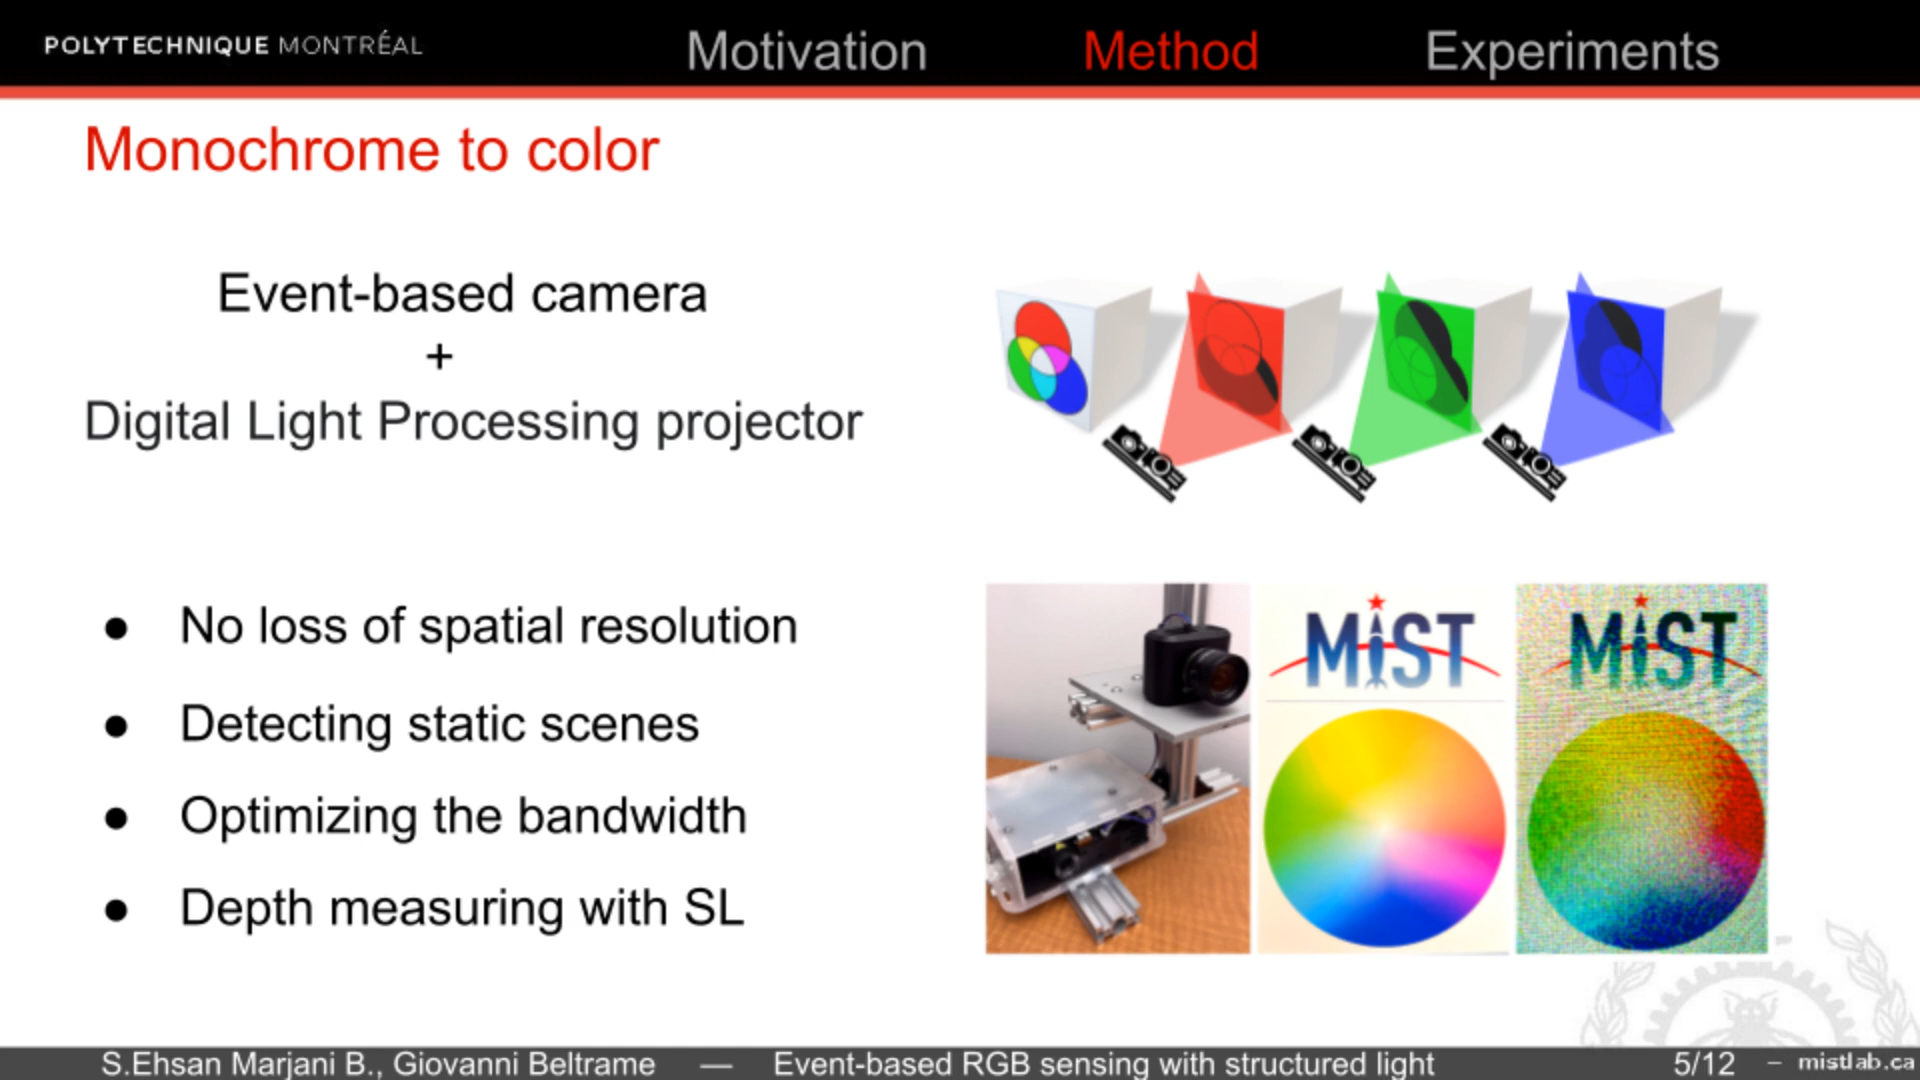 POLYTECHNIQUE MONTRÉAL
Motivation
Method
Experiments
Monochrome to color
Event-based camera
+
Digital Light Processing projector
● No loss of spatial resolution
● Detecting static scenes
● Optimizing the bandwidth
● Depth measuring with SL
MiST
MiST
S.Ehsan Marjani B., Giovanni Beltrame — Event-based RGB sensing with structured light 5/12 – mistlab.ca